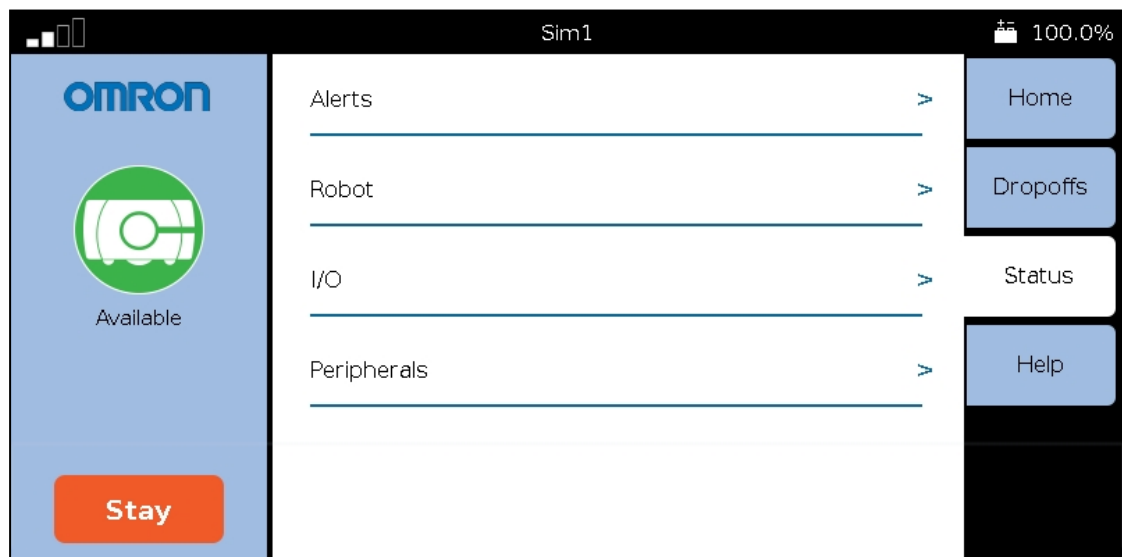 Sim1
100.0%
OMRON
Available
Stay
Alerts >
Robot >
I/O >
Peripherals >
Home
Dropoffs
Status
Help